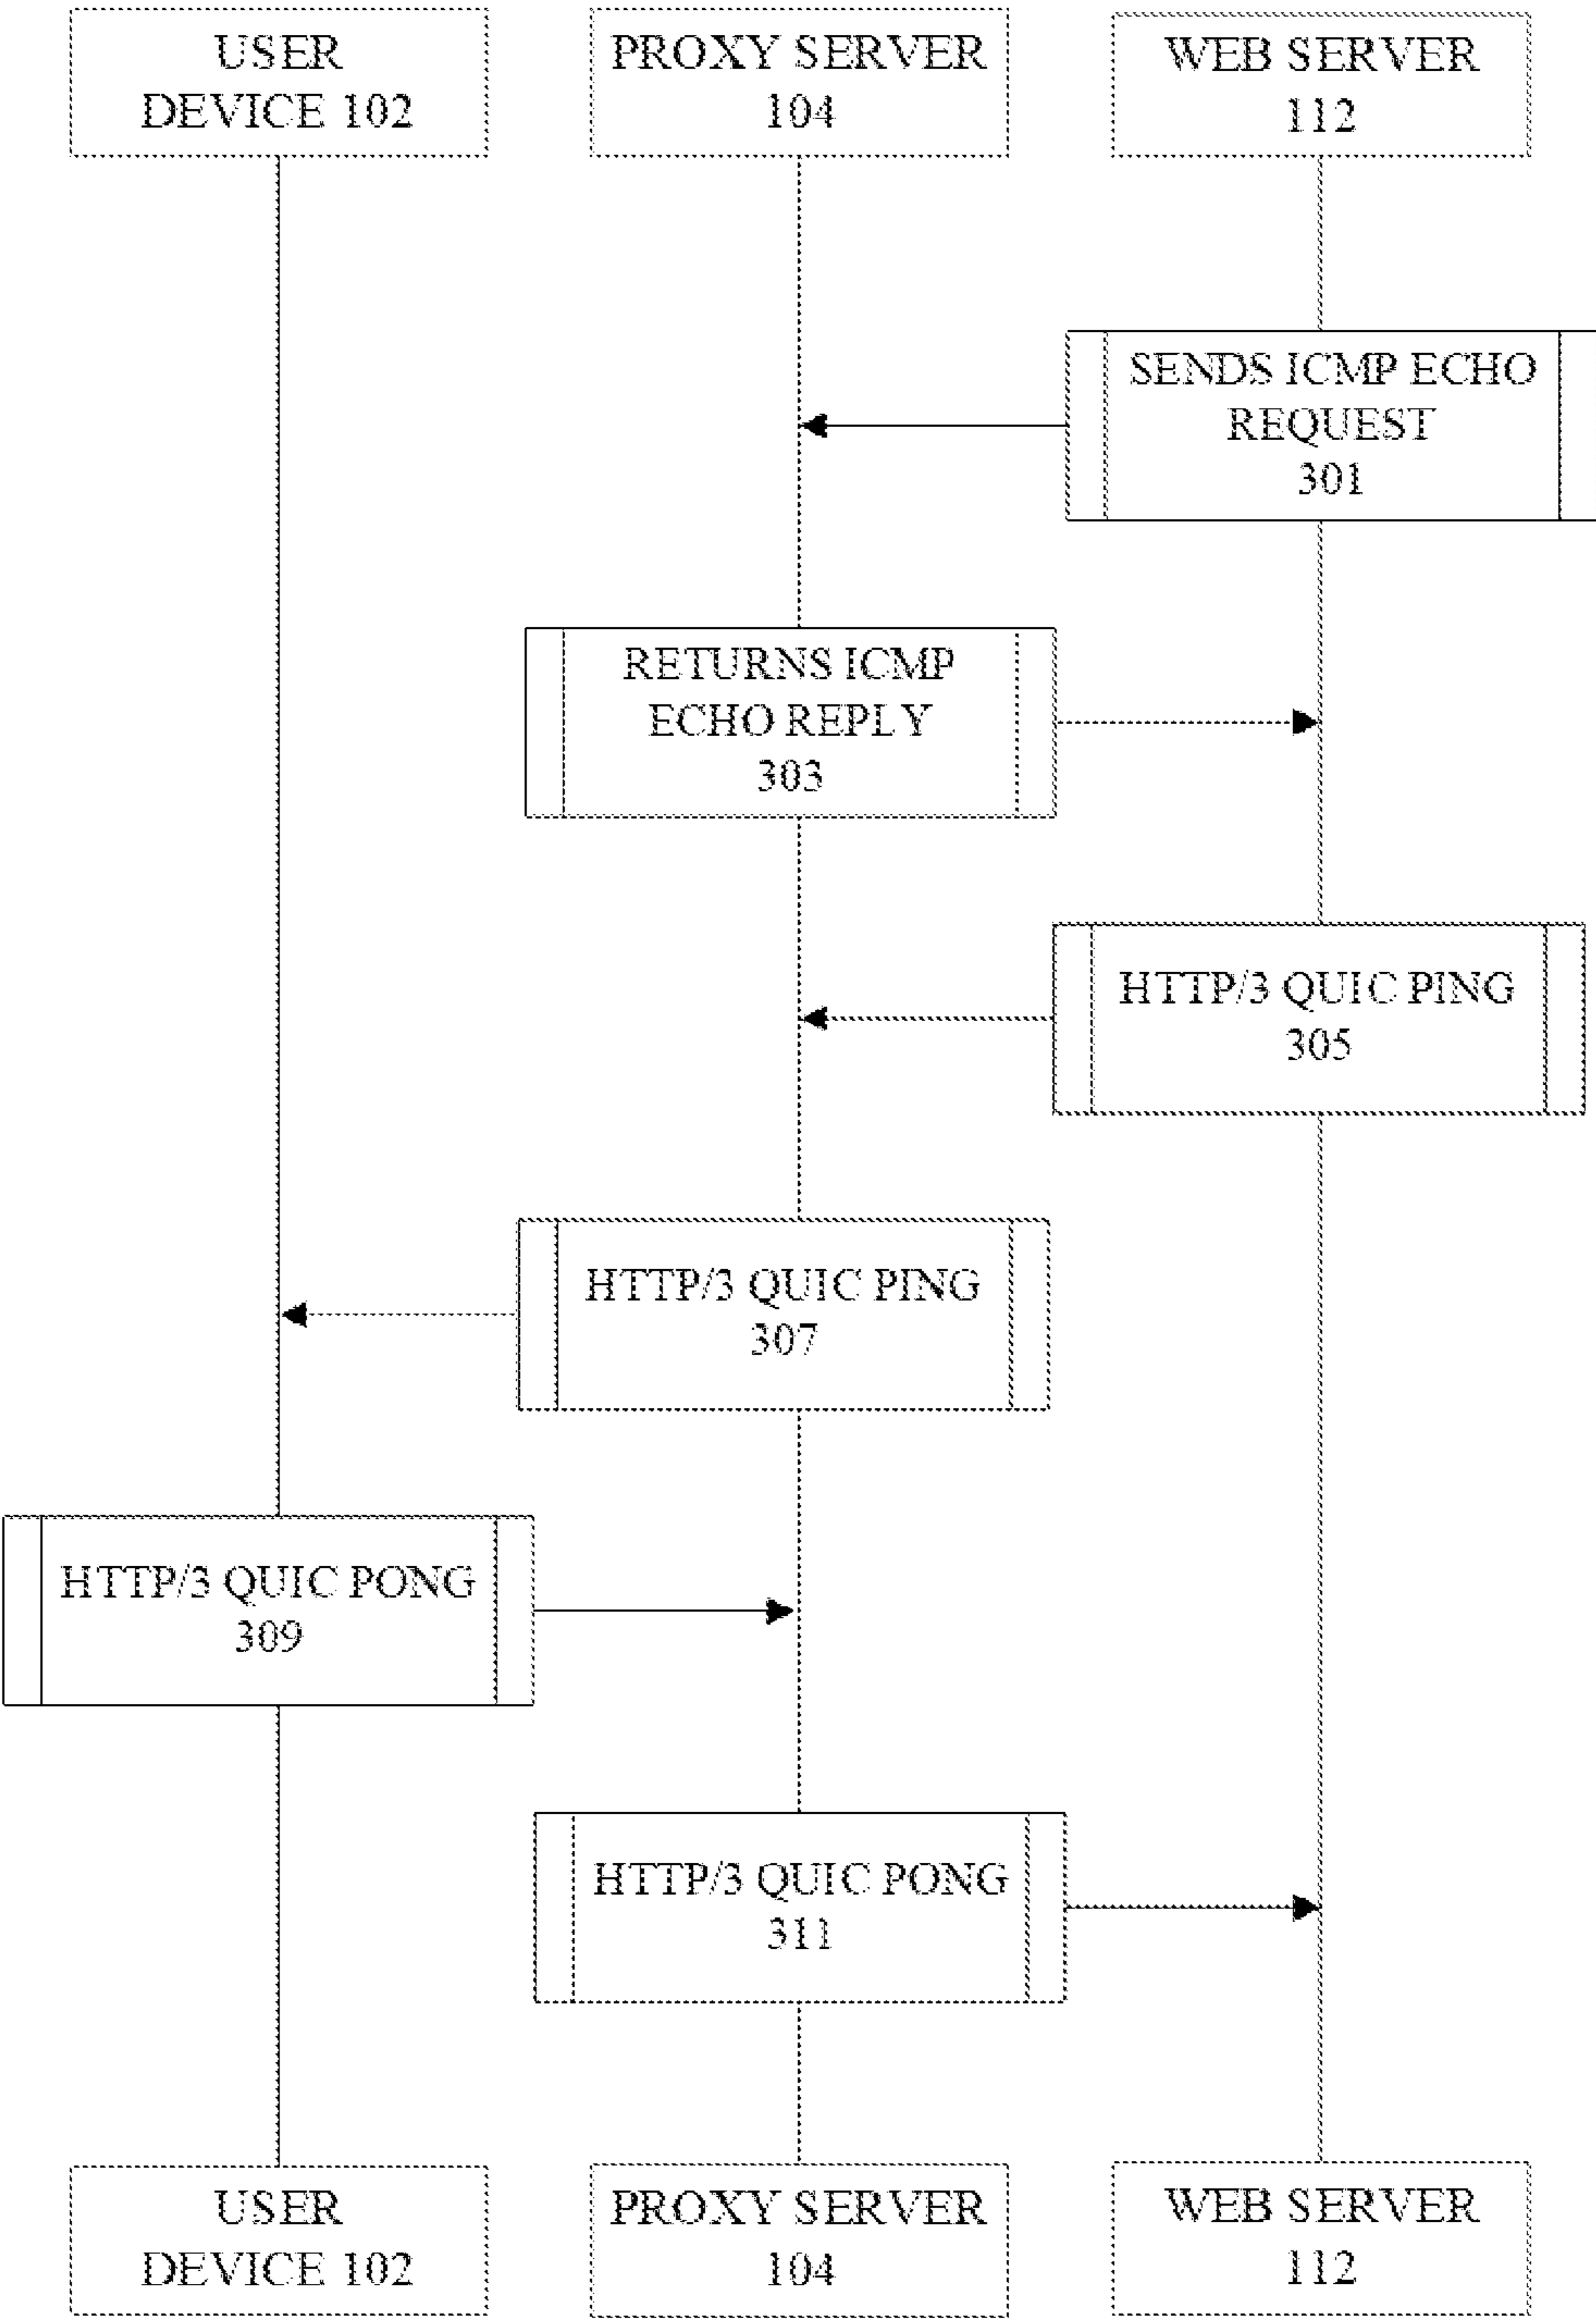 USER
DEVICE 102
PROXY SERVER
104
WEB SERVER
112
SENDS ICMP ECHO
REQUEST
301
RETURNS ICMP
ECHO REPLY
303
HTTP/3 QUIC PING
305
HTTP/3 QUIC PING
307
HTTP/3 QUIC PONG
309
HTTP/3 QUIC PONG
311
USER
DEVICE 102
PROXY SERVER
104
WEB SERVER
112